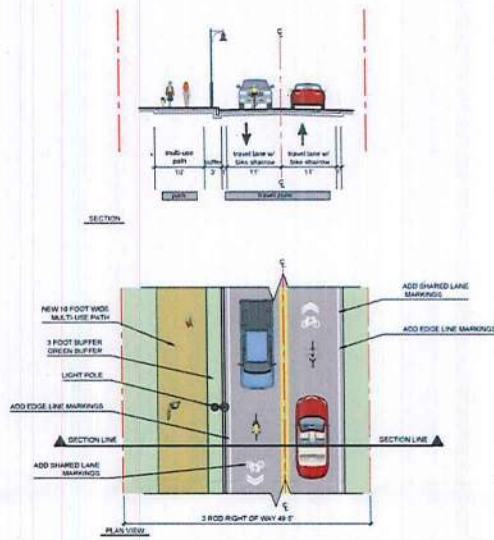 multi-use
path
10'
buffer
3'
travel lane w/
bike sharrow
11'
travel lane w/
bike sharrow
11'
path
travel zone
SECTION
NEW 10 FOOT WIDE
MULTI-USE PATH
3 FOOT BUFFER
GREEN BUFFER
LIGHT POLE
ADD EDGE LINE MARKINGS
SECTION LINE
ADD SHARED LANE
MARKINGS
ADD SHARED LANE
MARKINGS
ADD EDGE LINE MARKINGS
SECTION LINE
3 ROD RIGHT OF WAY 49.5'
PLAN VIEW